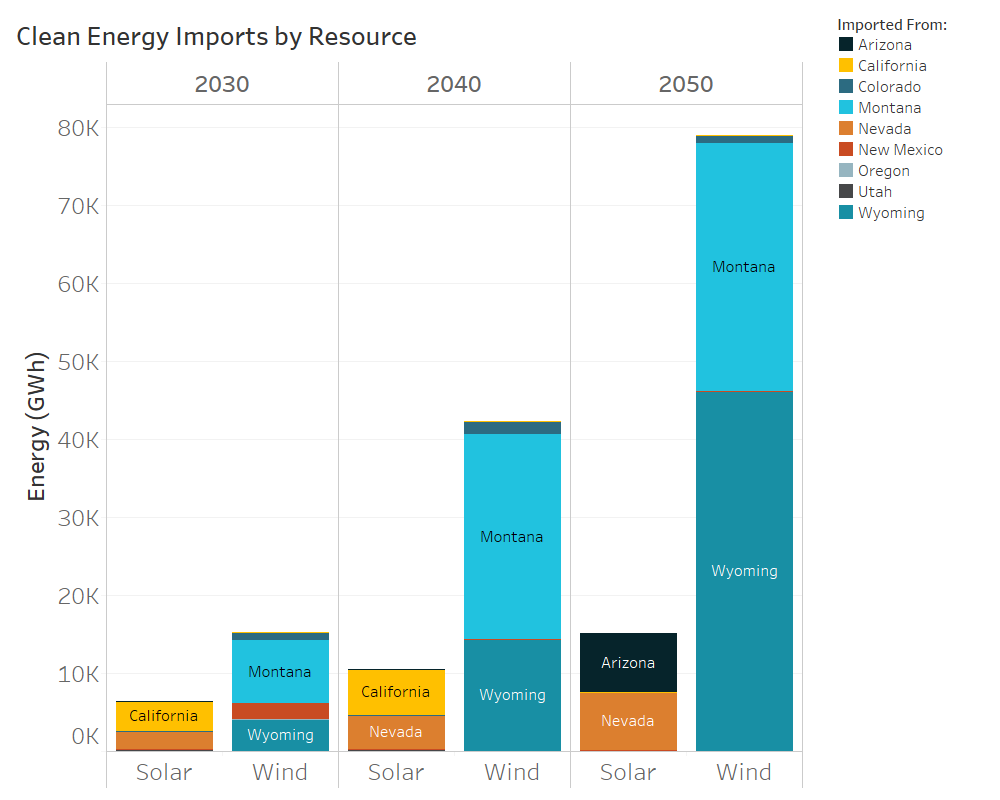 Clean Energy Imports by Resource
Imported From:
Arizona
California
Colorado
Montana
Nevada
New Mexico
Oregon
Utah
Wyoming
2030 2040 2050
Energy (GWh)
80K
70K
60K
50K
40K
30K
20K
10K
0K
California
Montana
Wyoming
California
Nevada
Montana
Wyoming
Arizona
Nevada
Montana
Wyoming
Solar Wind Solar Wind Solar Wind